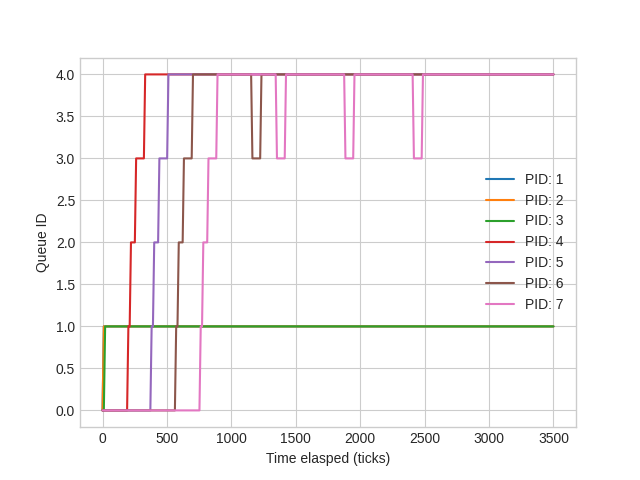 4.0
3.5
3.0
2.5
2.0
1.5
1.0
0.5
0.0
Queue ID
PID: 1
PID: 2
PID: 3
PID: 4
PID: 5
PID: 6
PID: 7
0 500 1000 1500 2000 2500 3000 3500
Time elasped (ticks)